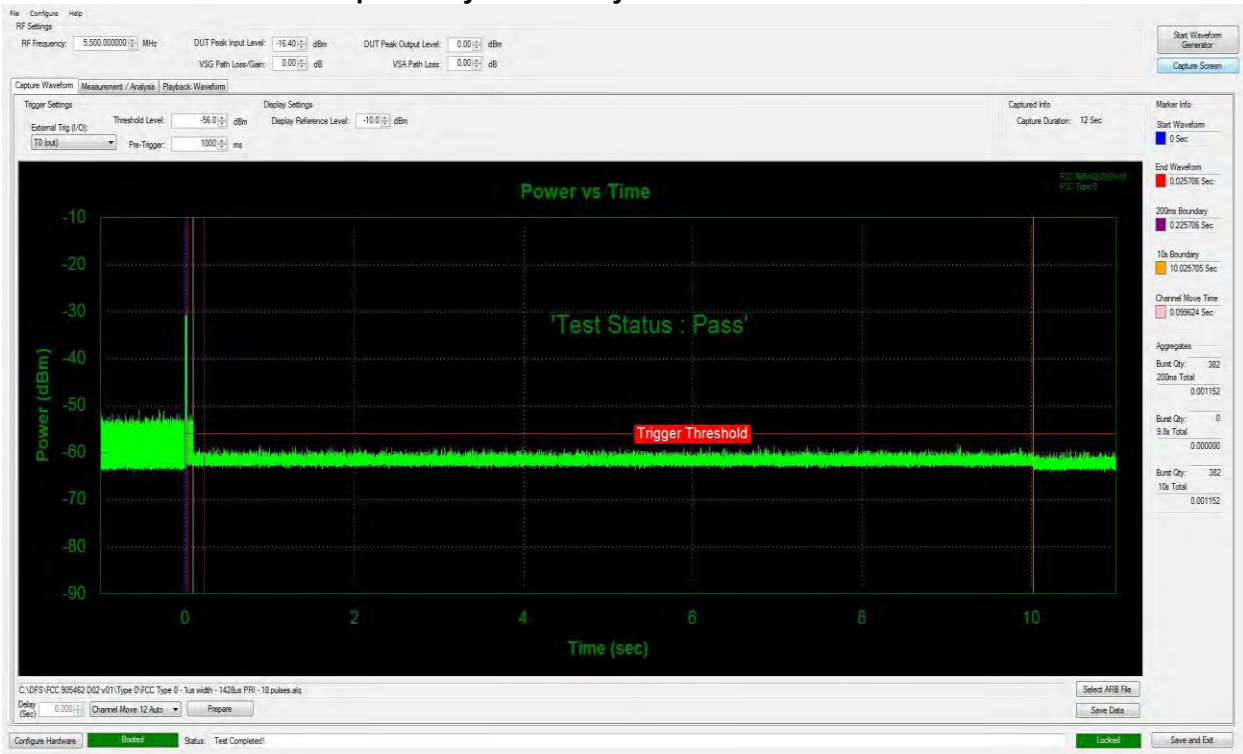 File Configure Help
RF Settings
RF Frequency: 5,500.000000 MHz DUT Peak Input Level: -16.40 dBm DUT Peak Output Level: 0.00 dBm
VSG Path Loss/Gain: 0.00 dB VSA Path Loss: 0.00 dB
Start Waveform Generator
Capture Screen
Capture Waveform Measurement / Analysis Playback Waveform
Trigger Settings
External Trig (I/O): Threshold Level: -56.0 dBm
T0 (out) Pre-Trigger: 1000 ms
Display Settings
Display Reference Level: -10.0 dBm
Captured Info
Capture Duration: 12 Sec
Marker Info
Start Waveform
0 Sec
End Waveform
0.025706 Sec
200ms Boundary
0.225706 Sec
10s Boundary
10.025705 Sec
Channel Move Time
0.099624 Sec
Aggregates
Burst Qty: 382
200ms Total
0.001152
Burst Qty: 0
9.8s Total
0.000000
Burst Qty: 382
10s Total
0.001152
Power vs Time
FCC Type 0
'Test Status : Pass'
Trigger Threshold
Power (dBm)
-10
-20
-30
-40
-50
-60
-70
-80
-90
0 2 4 6 8 10
Time (sec)
C:\DFS\FCC 905462 D02 v01\Type 0\FCC Type 0 - 1us width - 1428us PRI - 18 pulses.aiq
Select ARB File
Delay (Sec) 0.000 Channel Move 12 Auto Prepare
Save Data
Configure Hardware Booted Status: Test Completed! Locked Save and Exit